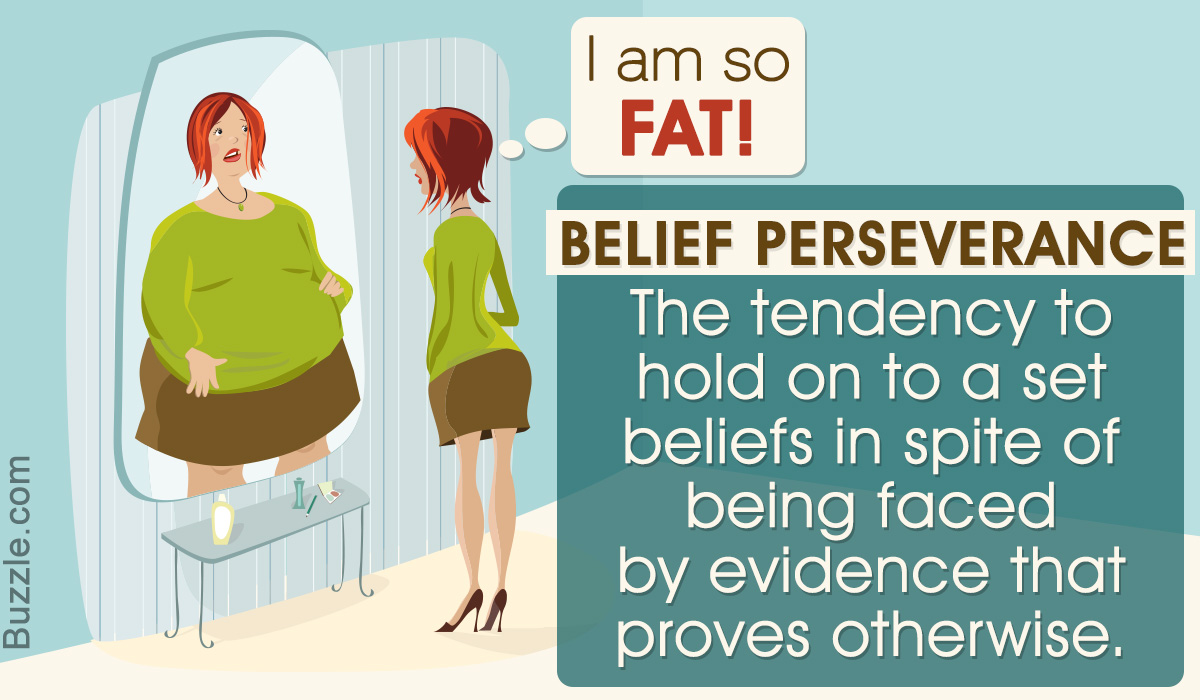 I am so
FAT!
BELIEF PERSEVERANCE
The tendency to
hold on to a set
beliefs in spite of
being faced
by evidence that
proves otherwise.
Buzzle.com